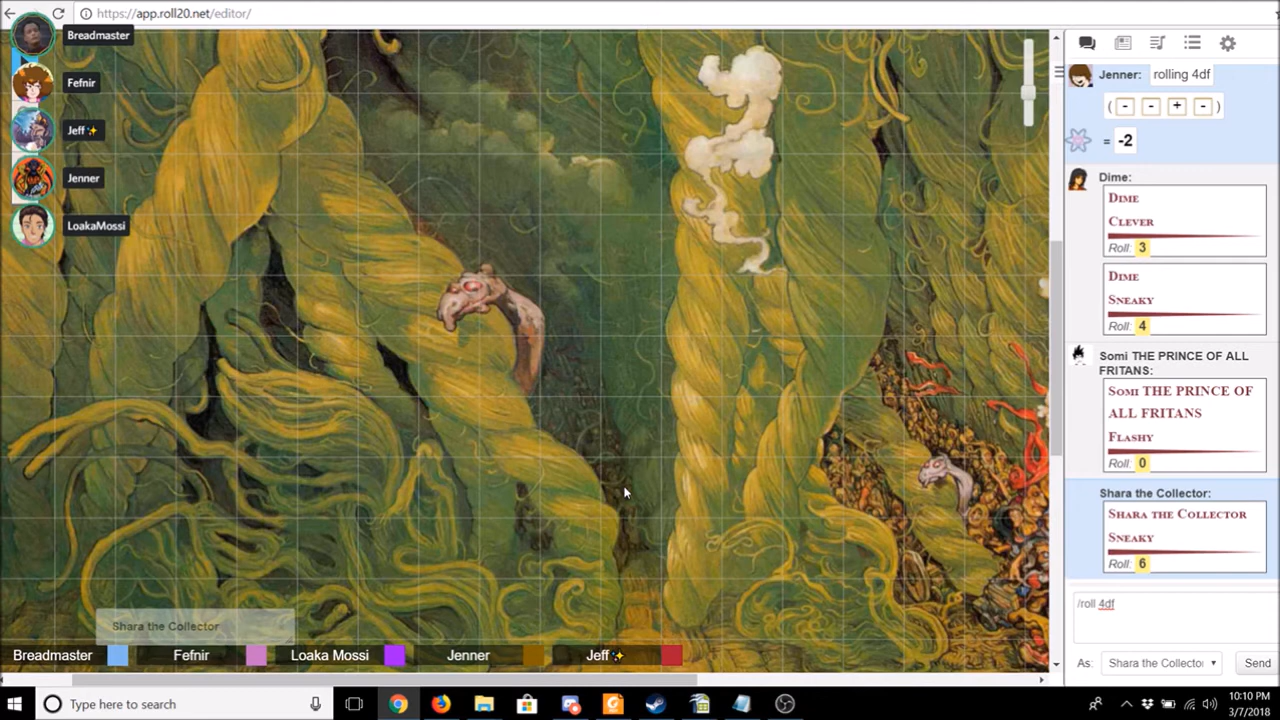 https://app.roll20.net/editor/
Breadmaster
Fefnir
Jeff✨
Jenner
LoakaMossi
Jenner: rolling 4df
( - - + - )
= -2
Dime:
DIME
CLEVER
Roll: 3
DIME
SNEAKY
Roll: 4
Somi THE PRINCE OF ALL
FRITANS:
SOMI THE PRINCE OF
ALL FRITANS
FLASHY
Roll: 0
Shara the Collector:
SHARA THE COLLECTOR
SNEAKY
Roll: 6
/roll 4df
As: Shara the Collector Send
Shara the Collector
Breadmaster Fefnir Loaka Mossi Jenner Jeff✨
Type here to search
10:10 PM
3/7/2018